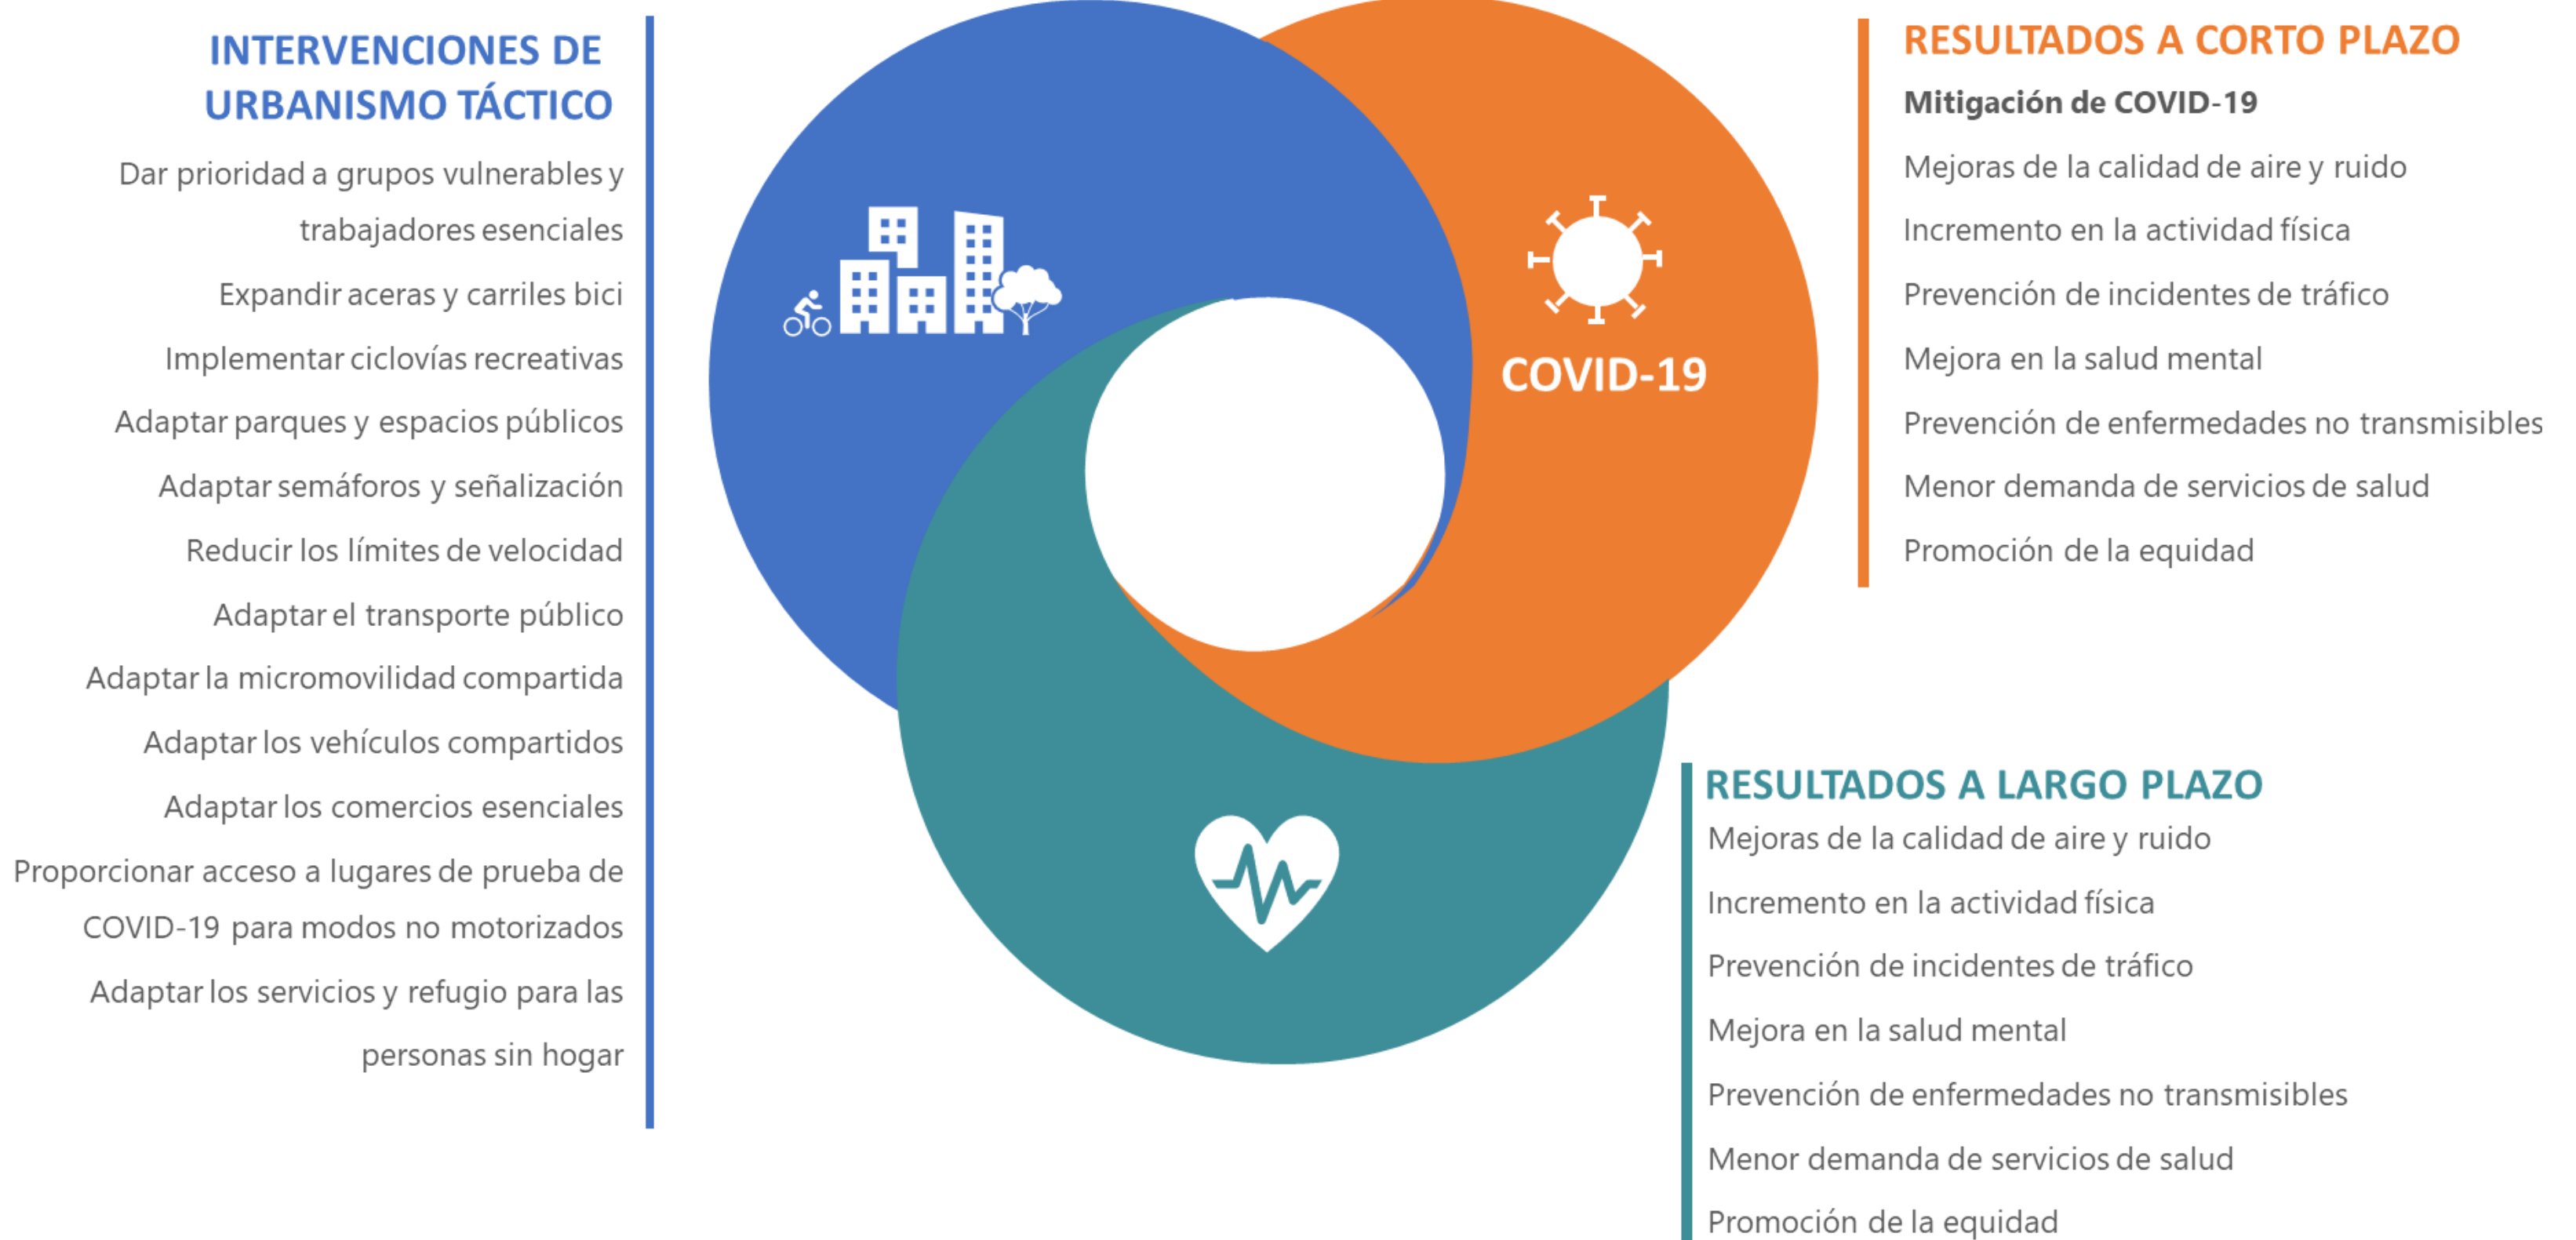 INTERVENCIONES DE
URBANISMO TÁCTICO
Dar prioridad a grupos vulnerables y
trabajadores esenciales
Expandir aceras y carriles bici
Implementar ciclovías recreativas
Adaptar parques y espacios públicos
Adaptar semáforos y señalización
Reducir los límites de velocidad
Adaptar el transporte público
Adaptar la micromovilidad compartida
Adaptar los vehículos compartidos
Adaptar los comercios esenciales
Proporcionar acceso a lugares de prueba de
COVID-19 para modos no motorizados
Adaptar los servicios y refugio para las
personas sin hogar
COVID-19
RESULTADOS A CORTO PLAZO
Mitigación de COVID-19
Mejoras de la calidad de aire y ruido
Incremento en la actividad física
Prevención de incidentes de tráfico
Mejora en la salud mental
Prevención de enfermedades no transmisibles
Menor demanda de servicios de salud
Promoción de la equidad
RESULTADOS A LARGO PLAZO
Mejoras de la calidad de aire y ruido
Incremento en la actividad física
Prevención de incidentes de tráfico
Mejora en la salud mental
Prevención de enfermedades no transmisibles
Menor demanda de servicios de salud
Promoción de la equidad